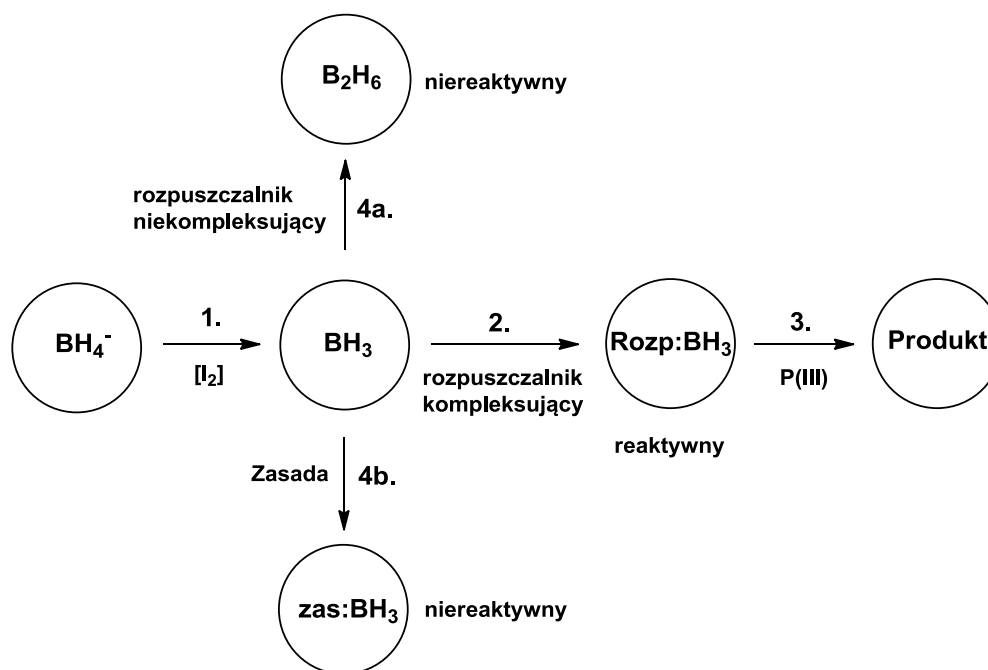 B₂H₆
niereaktywny
rozpuszczalnik
niekompleksujący
4a.
BH₄⁻
1.
[I₂]
BH₃
2.
rozpuszczalnik
kompleksujący
Rozp:BH₃
reaktywny
3.
P(III)
Produkt
Zasada
4b.
zas:BH₃
niereaktywny